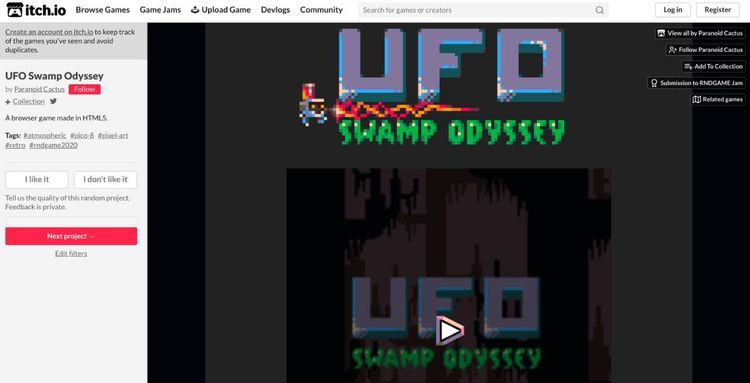 itch.io Browse Games Game Jams Upload Game Devlogs Community Search for games or creators Log in Register
Create an account on itch.io to keep track
of the games you've seen and avoid
duplicates.
UFO Swamp Odyssey
by Paranoid Cactus Follow
Collection
A browser game made in HTML5.
Tags: #atmospheric #pico-8 #pixel-art
#retro #rndgame2020
I like it I don't like it
Tell us the quality of this random project.
Feedback is private.
Next project →
Edit filters
UFO
SWAMP ODYSSEY
View all by Paranoid Cactus
Follow Paranoid Cactus
Add To Collection
Submission to RNDGAME Jam
Related games
UFO
SWAMP ODYSSEY